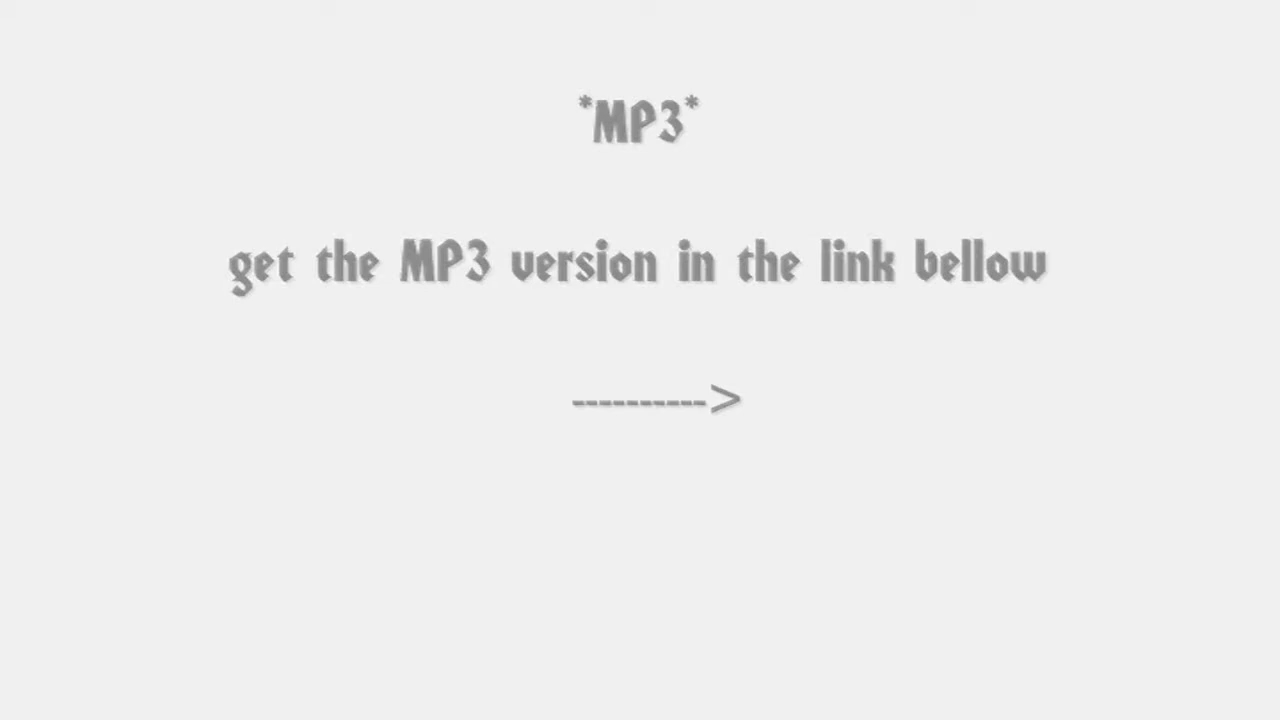 *MP3*
get the MP3 version in the link bellow
---------->